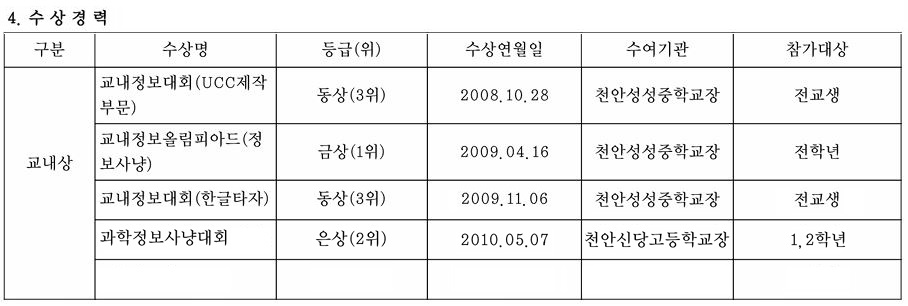 4. 수 상 경 력
구분 수상명 등급(위) 수상연월일 수여기관 참가대상
교내상
교내정보대회(UCC제작
부문) 동상(3위) 2008.10.28 천안성성중학교장 전교생
교내정보올림피아드(정
보사냥) 금상(1위) 2009.04.16 천안성성중학교장 전학년
교내정보대회(한글타자) 동상(3위) 2009.11.06 천안성성중학교장 전교생
과학정보사냥대회 은상(2위) 2010.05.07 천안신당고등학교장 1,2학년